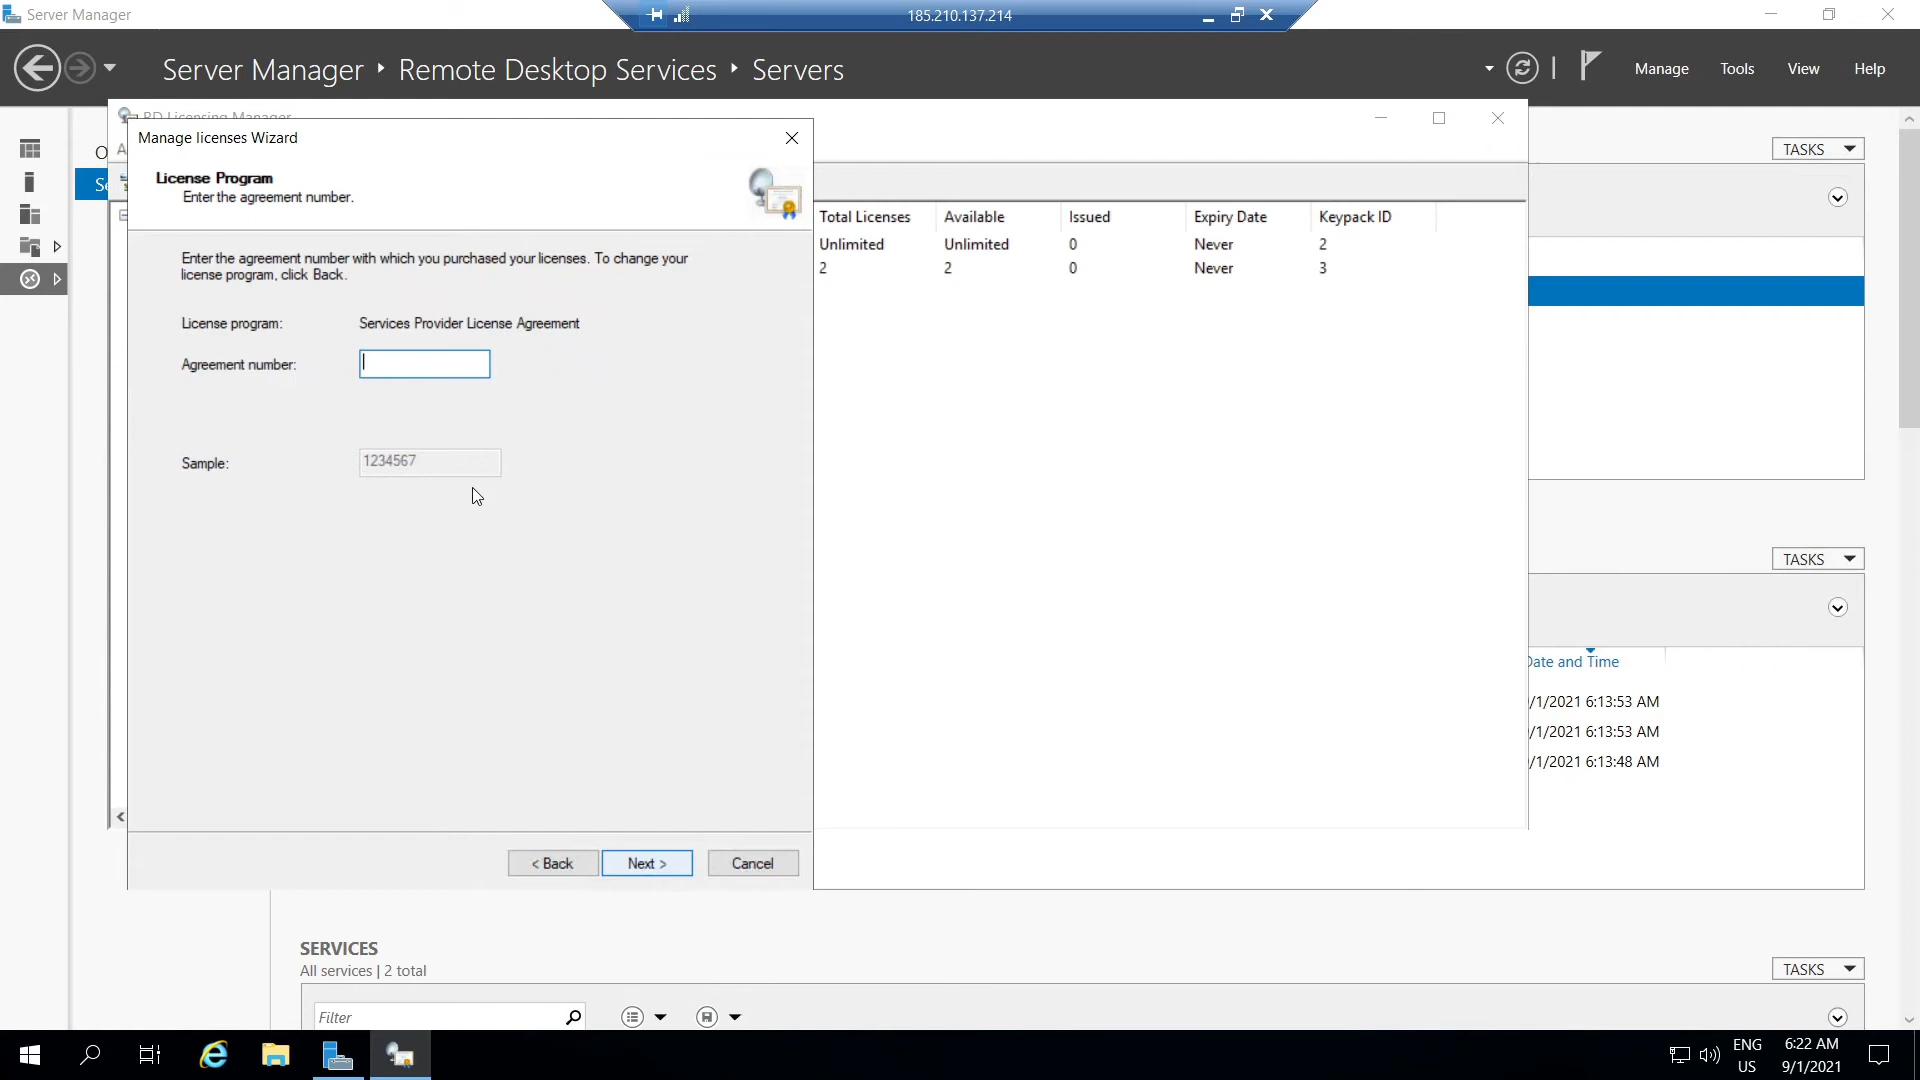 Server Manager
185.210.137.214
Server Manager ‣ Remote Desktop Services ‣ Servers
Manage Tools View Help
RD Licensing Manager
Manage licenses Wizard
License Program
Enter the agreement number.
Enter the agreement number with which you purchased your licenses. To change your
license program, click Back.
License program: Services Provider License Agreement
Agreement number:
Sample: 1234567
< Back Next > Cancel
Total Licenses Available Issued Expiry Date Keypack ID
Unlimited Unlimited 0 Never 2
2 2 0 Never 3
TASKS
TASKS
Date and Time
/1/2021 6:13:53 AM
/1/2021 6:13:53 AM
/1/2021 6:13:48 AM
SERVICES
All services | 2 total
TASKS
Filter
ENG
US
6:22 AM
9/1/2021